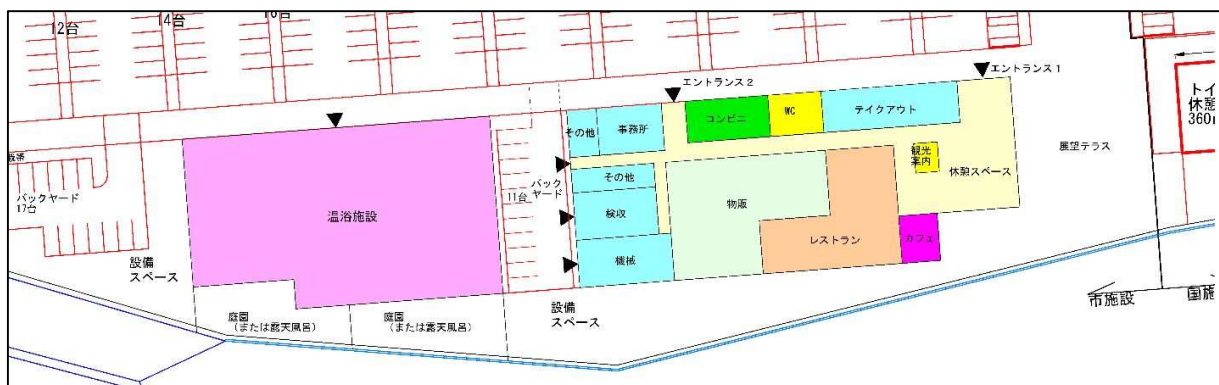 12台
14台
エントランス１
エントランス２
コンビニ
WC
テイクアウト
その他
事務所
観光
案内
休憩スペース
展望テラス
休憩
バックヤード
17台
温浴施設
11台
バック
ヤード
その他
検収
機械
物販
レストラン
カフェ
設備
スペース
設備
スペース
庭園
（または露天風呂）
庭園
（または露天風呂）
市施設